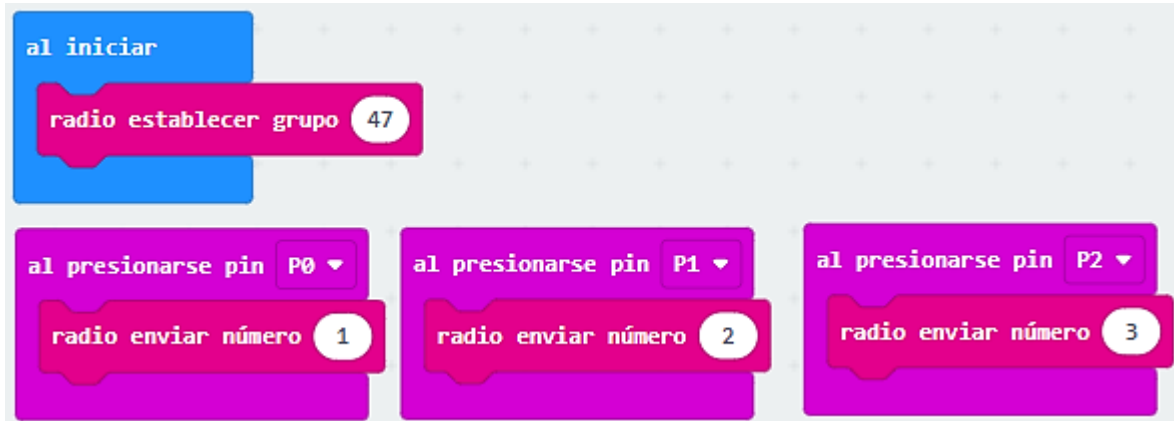 al iniciar
radio establecer grupo 47
al presionarse pin P0
radio enviar número 1
al presionarse pin P1
radio enviar número 2
al presionarse pin P2
radio enviar número 3